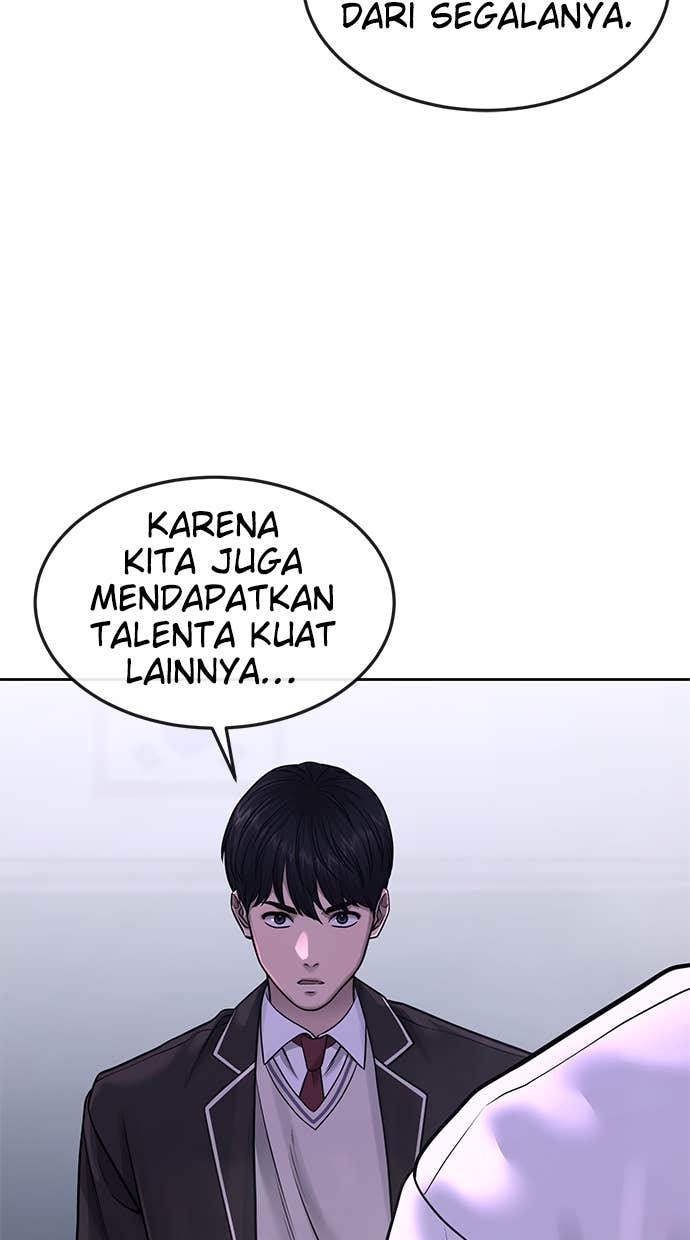 DARI SEGALANYA.
KARENA
KITA JUGA
MENDAPATKAN
TALENTA KUAT
LAINNYA...